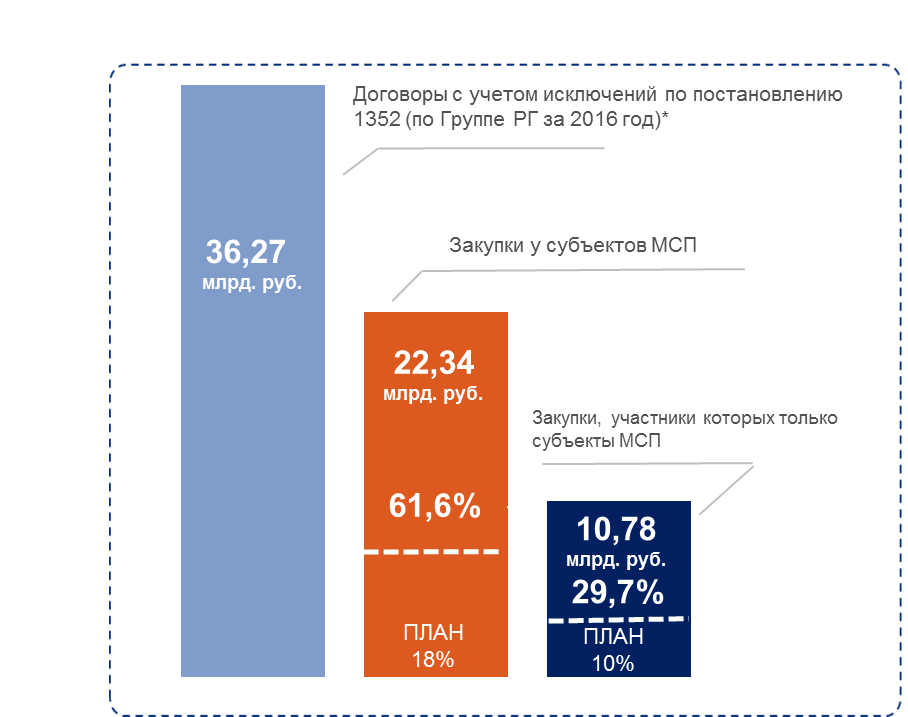 Договоры с учетом исключений по постановлению
1352 (по Группе РГ за 2016 год)*
36,27
млрд. руб.
Закупки у субъектов МСП
22,34
млрд. руб.
61,6%
ПЛАН
18%
Закупки, участники которых только
субъекты МСП
10,78
млрд. руб.
29,7%
ПЛАН
10%